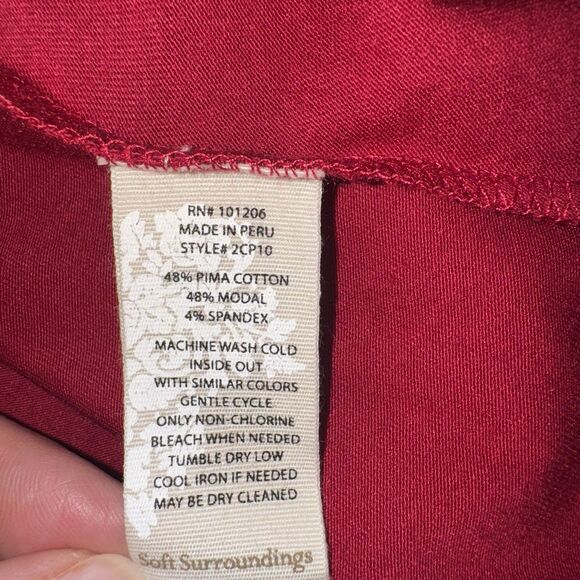 RN# 101206
MADE IN PERU
STYLE# 2CP10
48% PIMA COTTON
48% MODAL
4% SPANDEX
MACHINE WASH COLD
INSIDE OUT
WITH SIMILAR COLORS
GENTLE CYCLE
ONLY NON-CHLORINE
BLEACH WHEN NEEDED
TUMBLE DRY LOW
COOL IRON IF NEEDED
MAY BE DRY CLEANED
Soft Surroundings